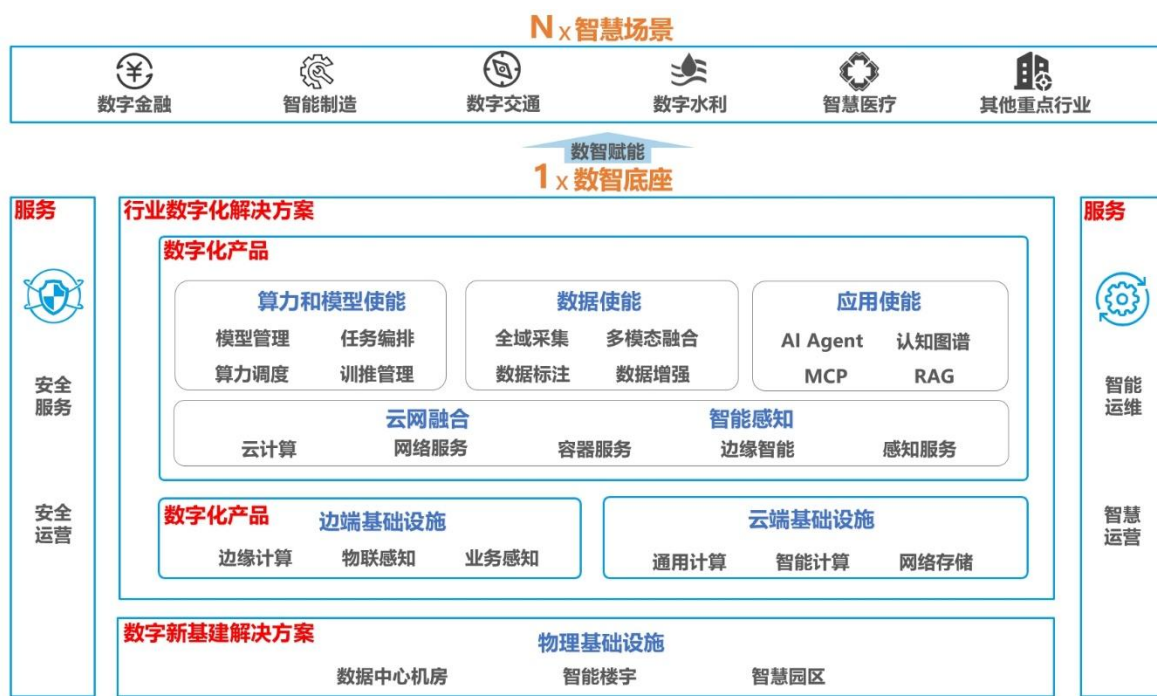 N x 智慧场景
数字金融 智能制造 数字交通 数字水利 智慧医疗 其他重点行业
数智赋能
1 x 数智底座
服务
安全
服务
安全
运营
行业数字化解决方案
数字化产品
算力和模型使能 数据使能 应用使能
模型管理 任务编排 全域采集 多模态融合 AI Agent 认知图谱
算力调度 训推管理 数据标注 数据增强 MCP RAG
云网融合 智能感知
云计算 网络服务 容器服务 边缘智能 感知服务
数字化产品 边端基础设施 云端基础设施
边缘计算 物联感知 业务感知 通用计算 智能计算 网络存储
数字新基建解决方案 物理基础设施
数据中心机房 智能楼宇 智慧园区
服务
智能
运维
智慧
运营